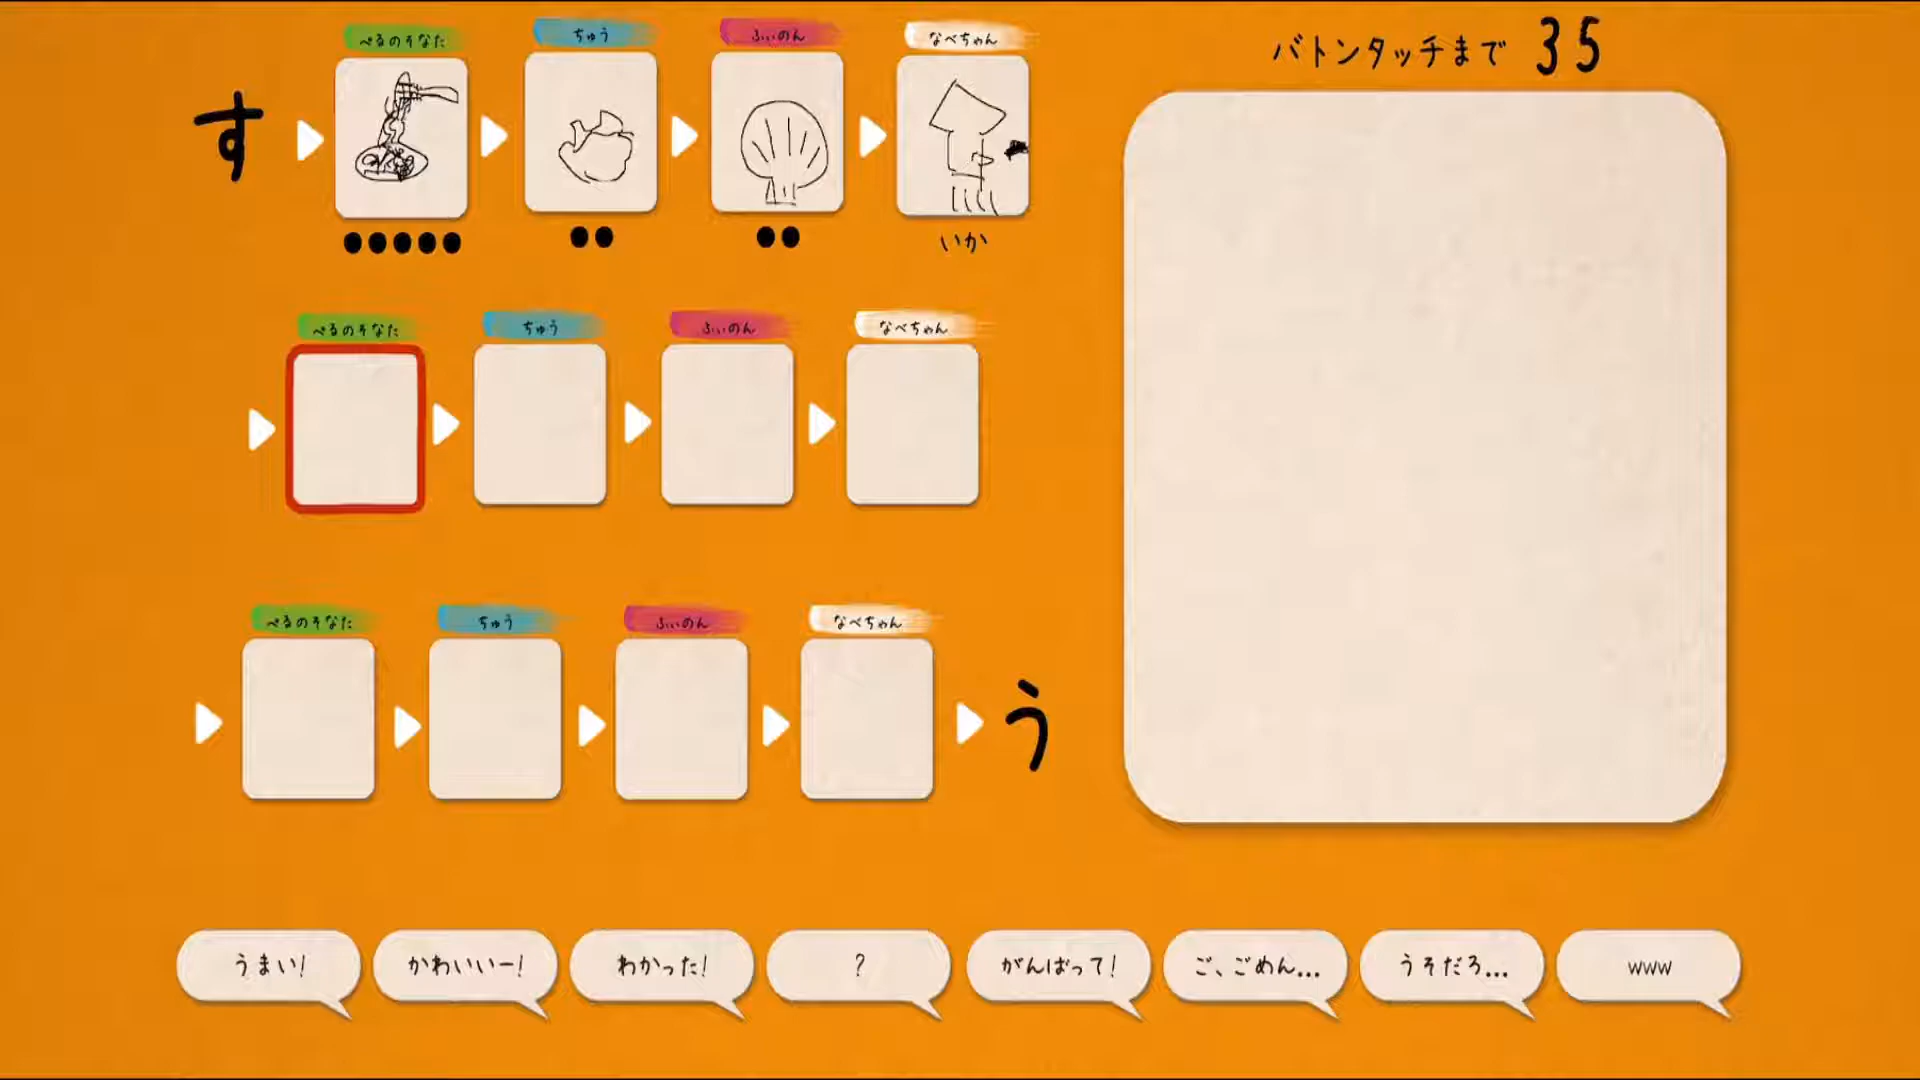 バトンタッチまで 35
ぺるのそなた
ちゅう
ふぃのん
なべちゃん
す
●●●●●
●●
●●
いか
ぺるのそなた
ちゅう
ふぃのん
なべちゃん
ぺるのそなた
ちゅう
ふぃのん
なべちゃん
う
うまい!
かわいいー!
わかった!
?
がんばって!
ご、ごめん...
うそだろ...
www